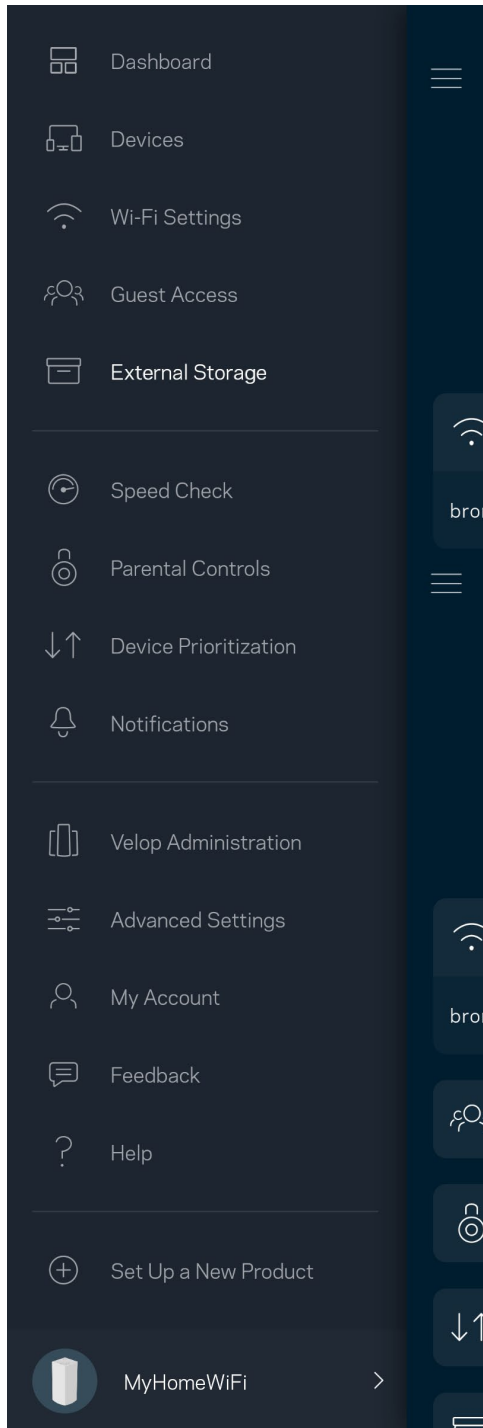 Dashboard
Devices
Wi-Fi Settings
Guest Access
External Storage
Speed Check
Parental Controls
Device Prioritization
Notifications
Velop Administration
Advanced Settings
My Account
Feedback
Help
Set Up a New Product
MyHomeWiFi